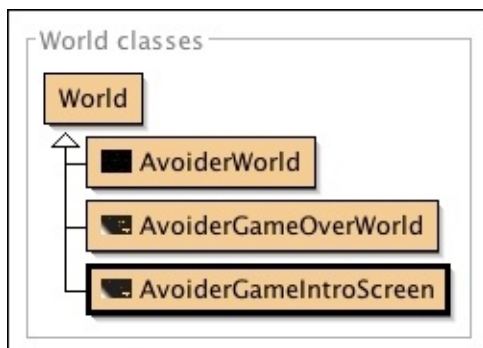 World classes
World
AvoiderWorld
AvoiderGameOverWorld
AvoiderGameIntroScreen